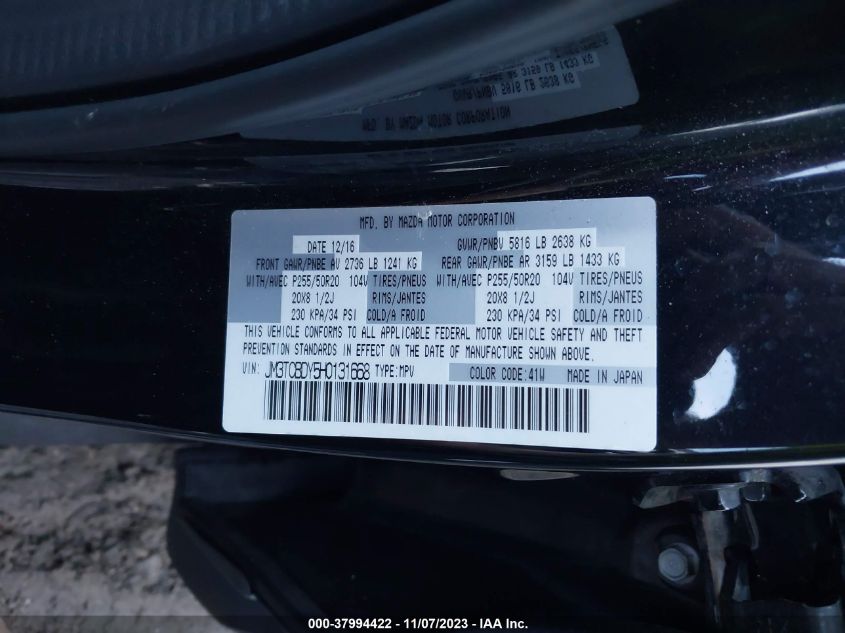 MFD. BY MAZDA MOTOR CORPORATION
DATE 12/16 GVWR/PNBV 5816 LB 2638 KG
FRONT GAWR/PNBE AV 2736 LB 1241 KG REAR GAWR/PNBE AR 3159 LB 1433 KG
WITH/AVEC P255/50R20 104V TIRES/PNEUS WITH/AVEC P255/50R20 104V TIRES/PNEUS
20X8 1/2J RIMS/JANTES 20X8 1/2J RIMS/JANTES
230 KPA/34 PSI COLD/A FROID 230 KPA/34 PSI COLD/A FROID
THIS VEHICLE CONFORMS TO ALL APPLICABLE FEDERAL MOTOR VEHICLE SAFETY AND THEFT
PREVENTION STANDARDS IN EFFECT ON THE DATE OF MANUFACTURE SHOWN ABOVE.
VIN: JM3TCBDY5H0131668 TYPE:MPV COLOR CODE:41W MADE IN JAPAN
000-37994422 - 11/07/2023 - IAA Inc.